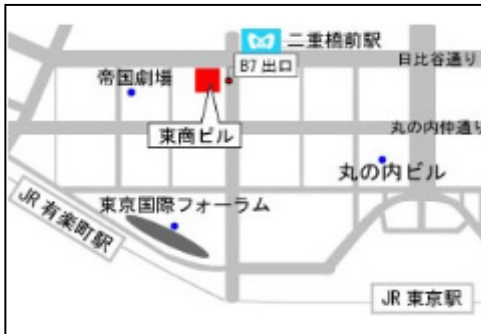 二重橋前駅
B7 出口
日比谷通り
帝国劇場
東商ビル
丸の内仲通り
丸の内ビル
東京国際フォーラム
JR 有楽町駅
JR 東京駅